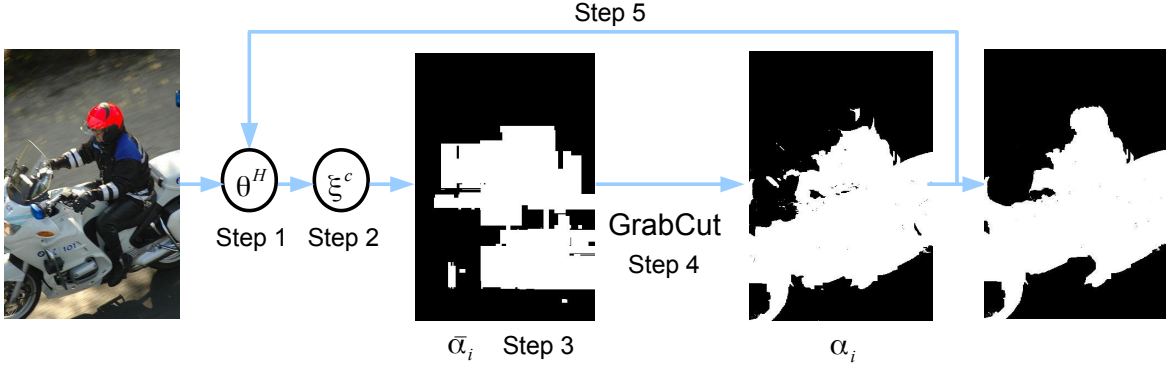 Step 5
θ^H
ξ^c
Step 1
Step 2
GrabCut
Step 4
ᾱ_i
Step 3
α_i